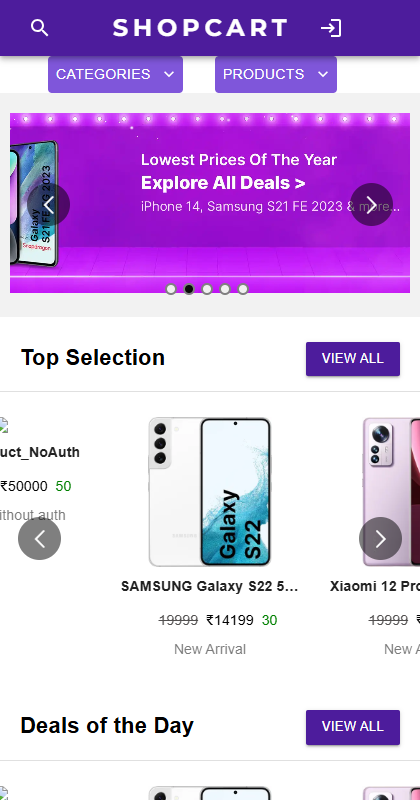 SHOPCART
CATEGORIES
PRODUCTS
Lowest Prices Of The Year
Explore All Deals >
iPhone 14, Samsung S21 FE 2023 & more...
Galaxy
S21 FE 5G 2023
Snapdragon
Top Selection
VIEW ALL
Galaxy
S22
uct_NoAuth
SAMSUNG Galaxy S22 5...
Xiaomi 12 Pro
₹50000 50
19999 ₹14199 30
19999
ithout auth
New Arrival
New A
Deals of the Day
VIEW ALL